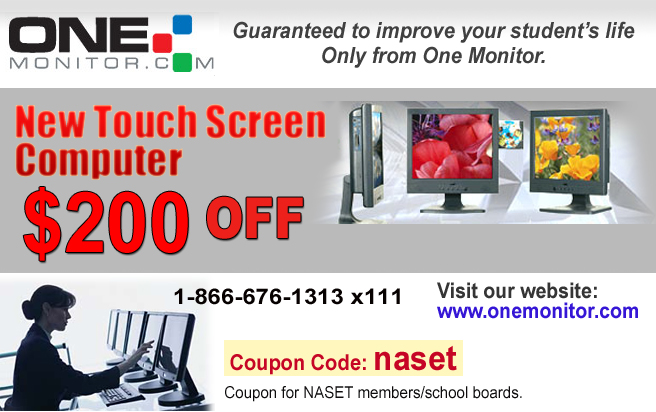 ONE
MONITOR.COM
Guaranteed to improve your student's life
Only from One Monitor.
New Touch Screen
Computer
$200 OFF
1-866-676-1313 x111
Visit our website:
www.onemonitor.com
Coupon Code: naset
Coupon for NASET members/school boards.